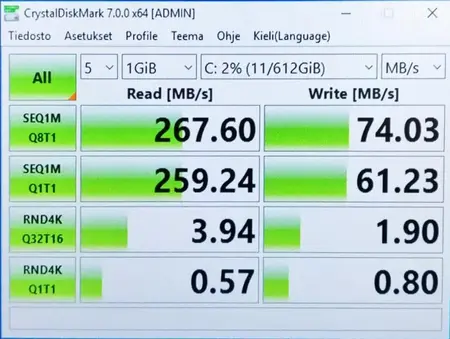 CrystalDiskMark 7.0.0 x64 [ADMIN]
Tiedosto Asetukset Profile Teema Ohje Kieli(Language)
All 5 1GiB C: 2% (11/612GiB) MB/s
Read [MB/s] Write [MB/s]
SEQ1M
Q8T1
267.60 74.03
SEQ1M
Q1T1
259.24 61.23
RND4K
Q32T16
3.94 1.90
RND4K
Q1T1
0.57 0.80